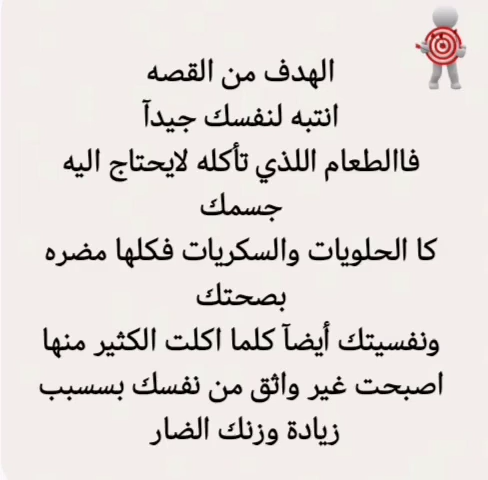 الهدف من القصه
انتبه لنفسك جيدآ
فاالطعام اللذي تأكله لايحتاج اليه
جسمك
كا الحلويات والسكريات فكلها مضره
بصحتك
ونفسيتك أيضآ كلما اكلت الكثير منها
اصبحت غير واثق من نفسك بسسبب
زيادة وزنك الضار